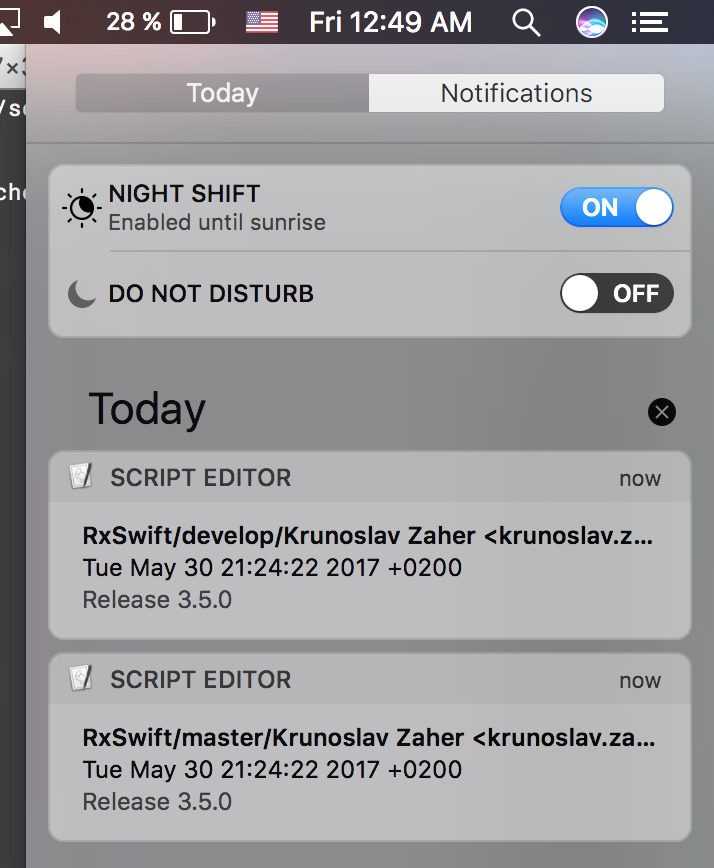 28 % Fri 12:49 AM
Today Notifications
NIGHT SHIFT
Enabled until sunrise
ON
DO NOT DISTURB
OFF
Today
SCRIPT EDITOR now
RxSwift/develop/Krunoslav Zaher <krunoslav.z...
Tue May 30 21:24:22 2017 +0200
Release 3.5.0
SCRIPT EDITOR now
RxSwift/master/Krunoslav Zaher <krunoslav.za...
Tue May 30 21:24:22 2017 +0200
Release 3.5.0